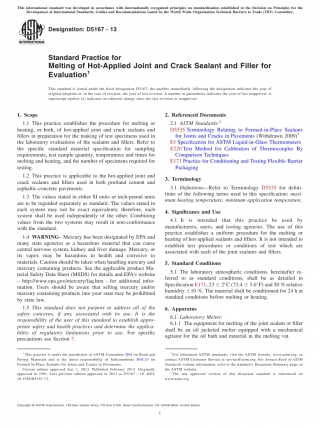 This international standard was developed in accordance with internationally recognized principles on standardization established in the Decision on Principles for the
Development of International Standards, Guides and Recommendations issued by the World Trade Organization Technical Barriers to Trade (TBT) Committee.
Designation: D5167 − 13
INTERNATIONAL
Standard Practice for
Melting of Hot-Applied Joint and Crack Sealant and Filler for
Evaluation1
This standard is issued under the fixed designation D5167; the number immediately following the designation indicates the year of
original adoption or, in the case of revision, the year of last revision. A number in parentheses indicates the year of last reapproval. A
superscript epsilon (ε) indicates an editorial change since the last revision or reapproval.
1. Scope
1.1 This practice establishes the procedure for melting or
heating, or both, of hot-applied joint and crack sealants and
fillers in preparation for the making of test specimens used in
the laboratory evaluations of the sealants and fillers. Refer to
the specific standard material specification for sampling
requirements, test sample quantity, temperatures and times for
melting and heating, and the number of specimens required for
testing.
1.2 This practice is applicable to the hot-applied joint and
crack sealants and fillers used in both portland cement and
asphaltic-concrete pavements.
1.3 The values stated in either SI units or inch-pound units
are to be regarded separately as standard. The values stated in
each system may not be exact equivalents; therefore, each
system shall be used independently of the other. Combining
values from the two systems may result in non-conformance
with the standard.
1.4 WARNING– Mercury has been designated by EPA and
many state agencies as a hazardous material that can cause
central nervous system, kidney and liver damage. Mercury, or
its vapor, may be hazardous to health and corrosive to
materials. Caution should be taken when handling mercury and
mercury containing products. See the applicable product Mate-
rial Safety Data Sheet (MSDS) for details and EPA's website
- http://www.epa.gov/mercury/faq.htm - for additional infor-
mation. Users should be aware that selling mercury and/or
mercury containing products into your state may be prohibited
by state law.
1.5 This standard does not purport to address all of the
safety concerns, if any, associated with its use. It is the
responsibility of the user of this standard to establish appro-
priate safety and health practices and determine the applica-
bility of regulatory limitations prior to use. For specific
precautions see Section 7.
2. Referenced Documents
2.1 ASTM Standards:2
D5535 Terminology Relating to Formed-in-Place Sealants
for Joints and Cracks in Pavements (Withdrawn 2009)3
E1 Specification for ASTM Liquid-in-Glass Thermometers
E220 Test Method for Calibration of Thermocouples By
Comparison Techniques
E171 Practice for Conditioning and Testing Flexible Barrier
Packaging
3. Terminology
3.1 Definitions—Refer to Terminology D5535 for defini-
tions of the following terms used in this specification: maxi-
mum heating temperature, minimum application temperature.
4. Significance and Use
4.1 It is intended that this practice be used by
manufacturers, users, and testing agencies. The use of this
practice establishes a uniform procedure for the melting or
heating of hot-applied sealants and fillers. It is not intended to
establish test procedures or conditions of test which are
associated with each of the joint sealants and fillers.
5. Standard Conditions
5.1 The laboratory atmospheric conditions, hereinafter re-
ferred to as standard conditions, shall be as detailed in
Specification E171, 23 ± 2°C (73.4 ± 3.6°F) and 50 % relative
humidity ±10 %. The material shall be conditioned for 24 h at
standard conditions before melting or heating.
6. Apparatus
6.1 Laboratory Melter:
6.1.1 The equipment for melting of the joint sealant or filler
shall be an oil jacketed melter equipped with a mechanical
agitator for the oil bath and material in the melting vat.
1 This practice is under the jurisdiction of ASTM Committee D04 on Road and
Paving Materials and is the direct responsibility of Subcommittee D04.33 on
Formed In-Place Sealants for Joints and Cracks in Pavements.
Current edition approved Jan. 1, 2013. Published February 2013. Originally
approved in 1991. Last previous edition approved in
2 For referenced ASTM standards, visit the ASTM website, www.astm.org, or
contact ASTM Customer Service at service@astm.org. For Annual Book of ASTM
Standards volume information, refer to the standard's Document Summary page on
the ASTM website.
3 The last approved version of this historical standard is referenced on
www.astm.org.
Copyright © ASTM International, 100 Barr Harbor Drive, PO Box C700, West Conshohocken, PA 19428-2959. United States
1